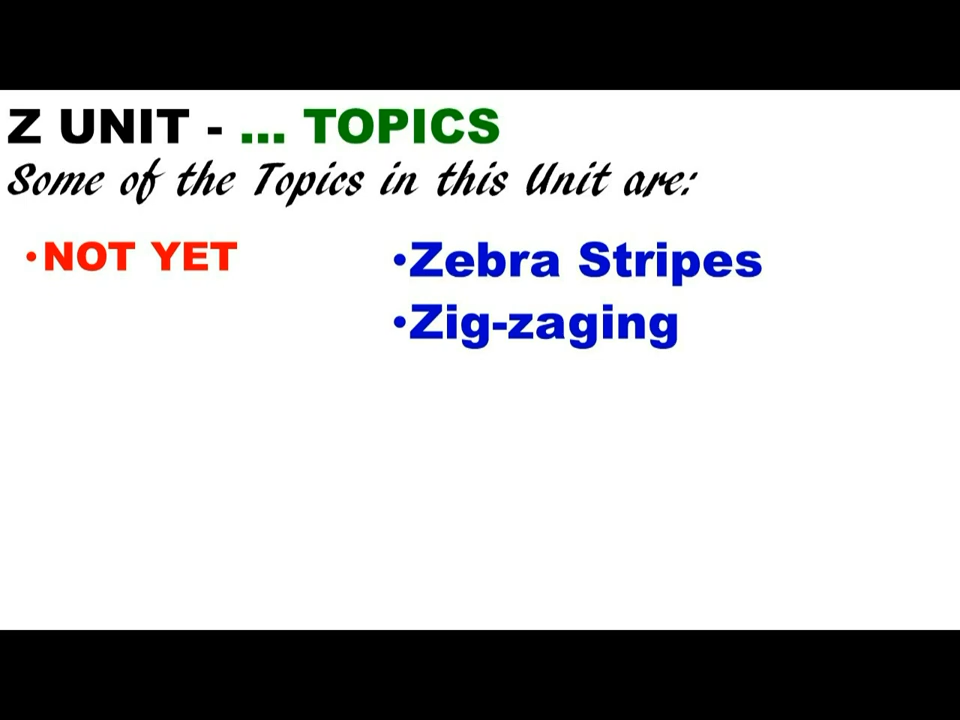 Z UNIT - ... TOPICS
Some of the Topics in this Unit are:
•NOT YET
•Zebra Stripes
•Zig-zaging